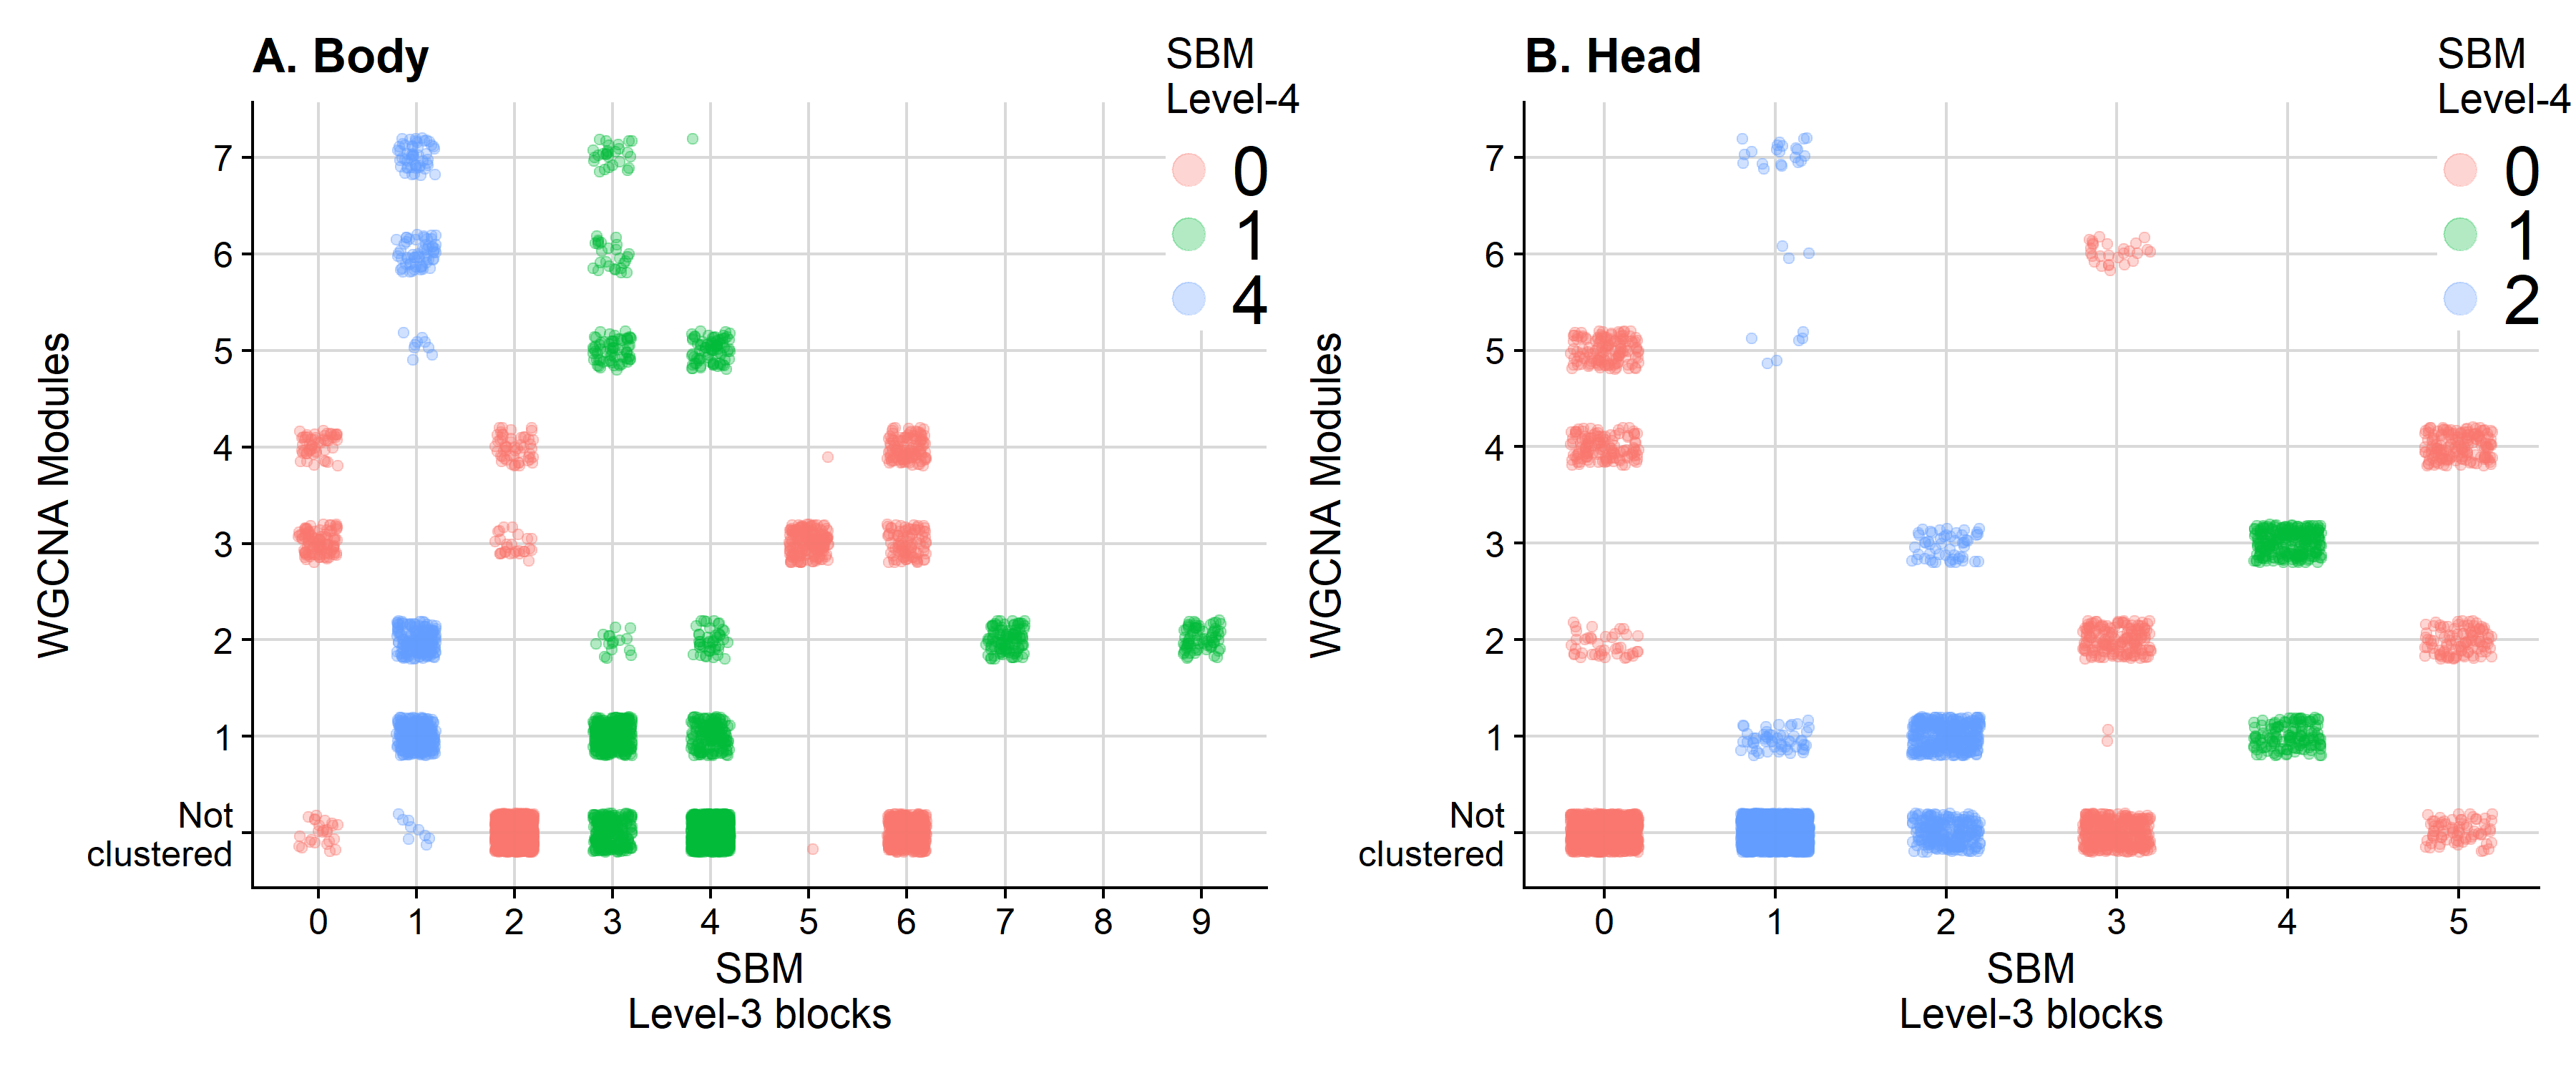 A. Body
SBM
Level-4
0
1
4
WGCNA Modules
7
6
5
4
3
2
1
Not
clustered
0 1 2 3 4 5 6 7 8 9
SBM
Level-3 blocks
B. Head
SBM
Level-4
0
1
2
WGCNA Modules
7
6
5
4
3
2
1
Not
clustered
0 1 2 3 4 5
SBM
Level-3 blocks